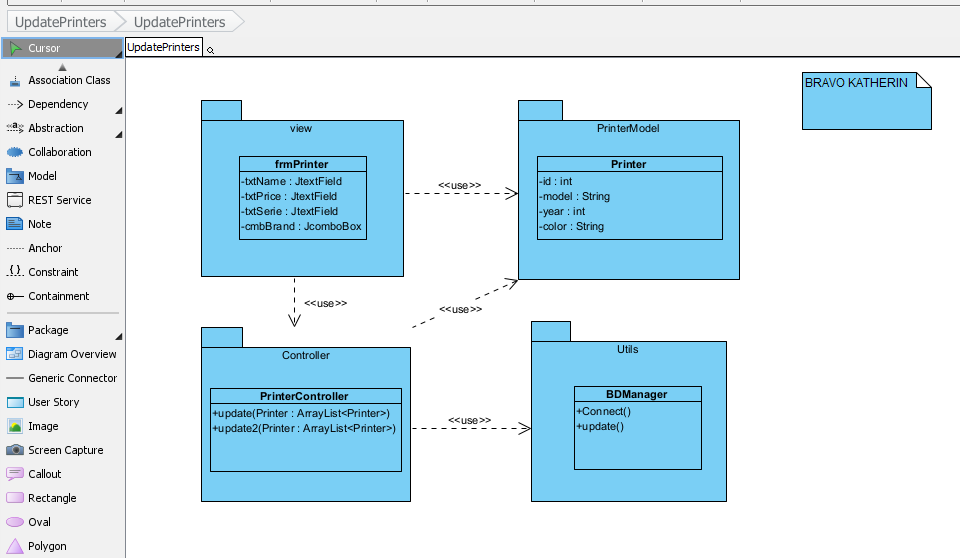 UpdatePrinters UpdatePrinters
Cursor
Association Class
Dependency
Abstraction
Collaboration
Model
REST Service
Note
Anchor
Constraint
Containment
Package
Diagram Overview
Generic Connector
User Story
Image
Screen Capture
Callout
Rectangle
Oval
Polygon
UpdatePrinters
BRAVO KATHERIN
view
frmPrinter
-txtName : JtextField
-txtPrice : JtextField
-txtSerie : JtextField
-cmbBrand : JcomboBox
<<use>>
PrinterModel
Printer
-id : int
-model : String
-year : int
-color : String
<<use>>
<<use>>
Controller
PrinterController
+update(Printer : ArrayList<Printer>)
+update2(Printer : ArrayList<Printer>)
<<use>>
Utils
BDManager
+Connect()
+update()